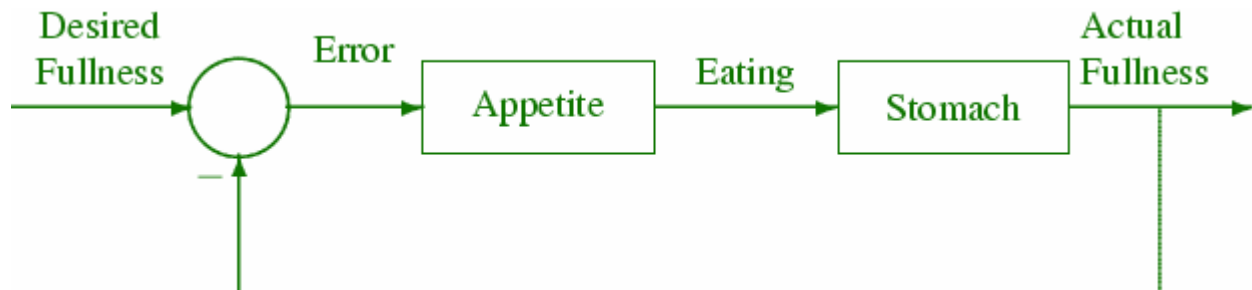 Desired
Fullness
Error
Appetite
Eating
Stomach
Actual
Fullness
–